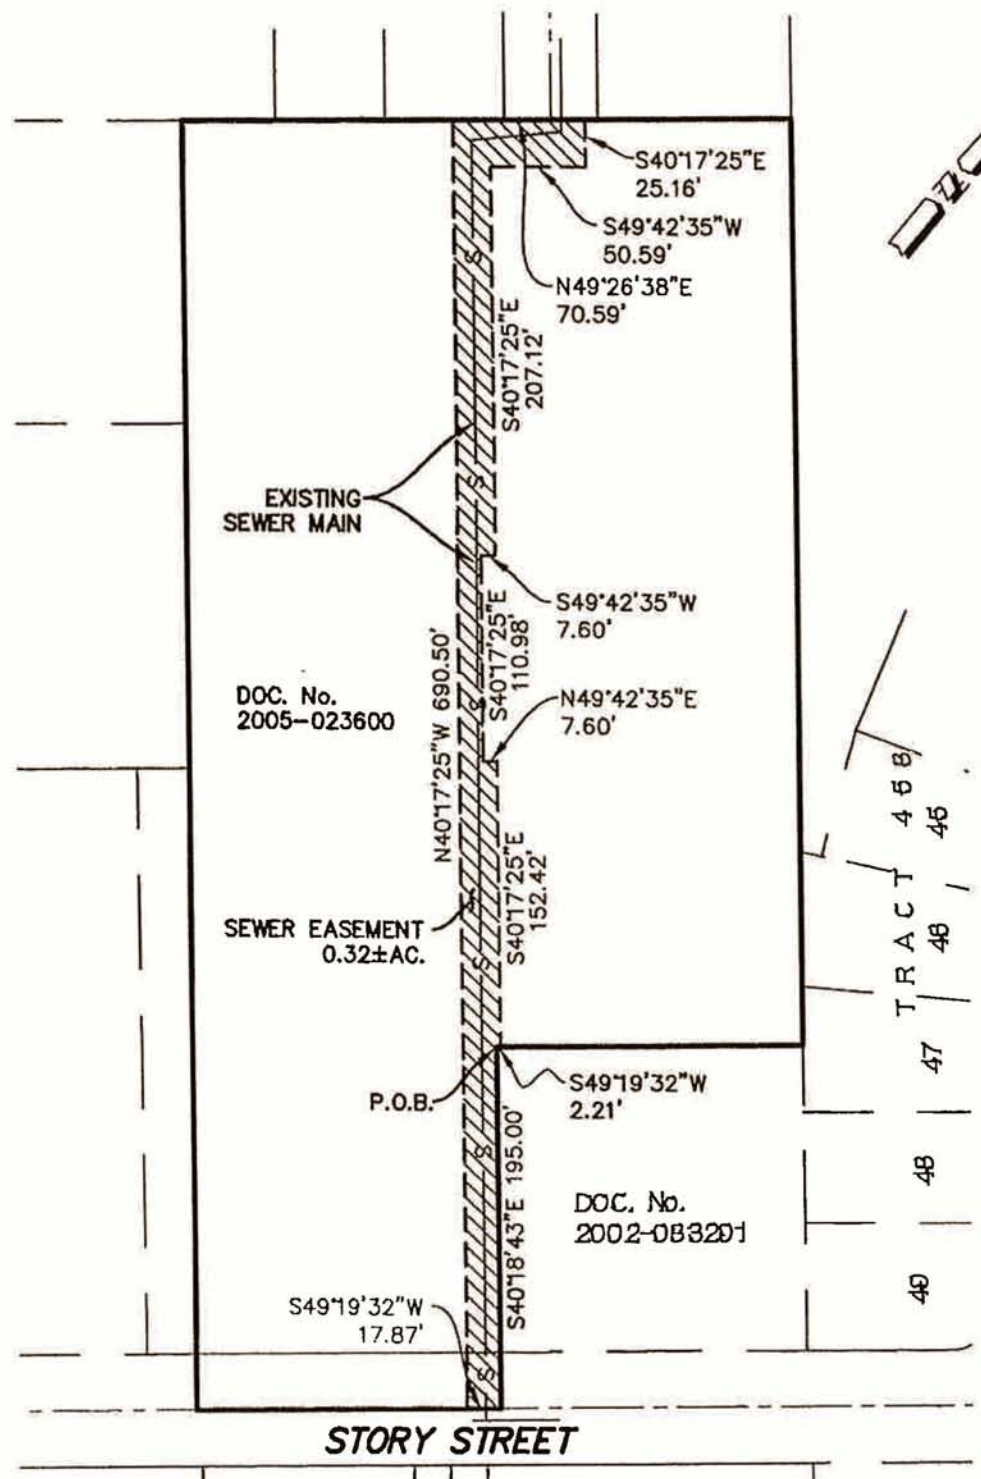 S40°17'25"E
25.16'
S49°42'35"W
50.59'
N49°26'38"E
70.59'
S
S40°17'25"E
207.12'
S
EXISTING
SEWER MAIN
S49°42'35"W
7.60'
S40°17'25"E
110.98'
N40°17'25"W 690.50'
DOC. No.
2005-023600
N49°42'35"E
7.60'
S
TRACT 468
45
S40°17'25"E
152.42'
SEWER EASEMENT
0.32±AC.
46
S
47
P.O.B.
S49°19'32"W
2.21'
S
S40°18'43"E 195.00'
48
DOC. No.
2002-083201
49
S49°19'32"W
17.87'
S
STORY STREET